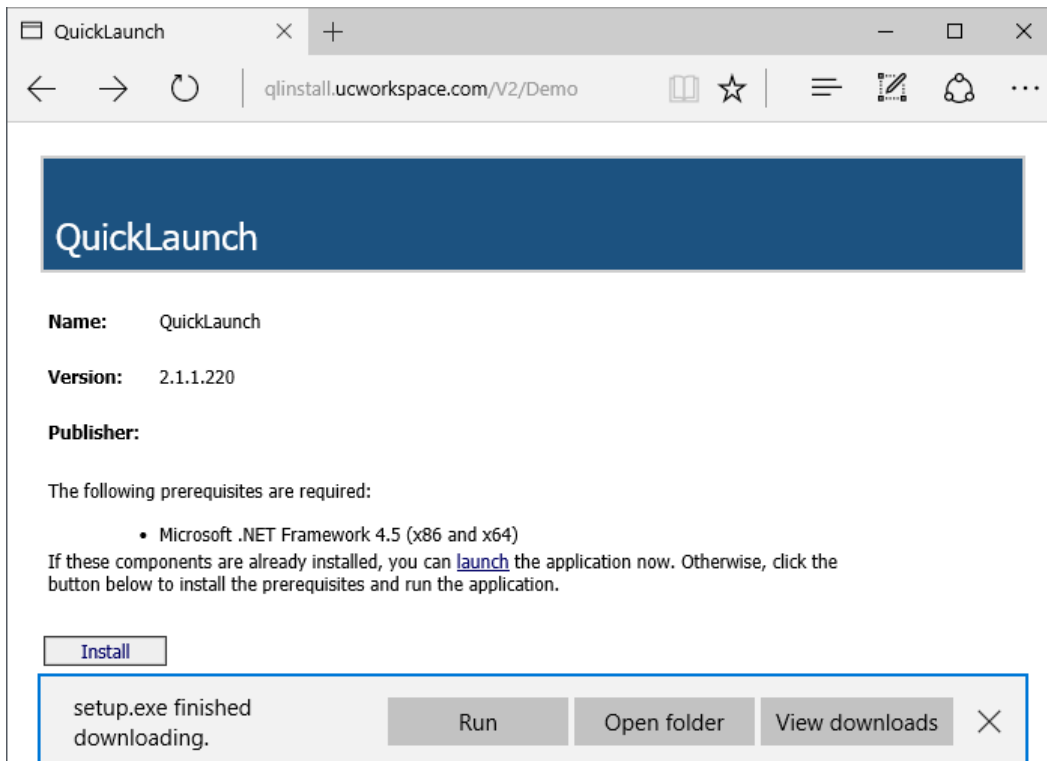 QuickLaunch
qlinstall.ucworkspace.com/V2/Demo
QuickLaunch
Name: QuickLaunch
Version: 2.1.1.220
Publisher:
The following prerequisites are required:
• Microsoft .NET Framework 4.5 (x86 and x64)
If these components are already installed, you can launch the application now. Otherwise, click the
button below to install the prerequisites and run the application.
Install
setup.exe finished
downloading.
Run
Open folder
View downloads